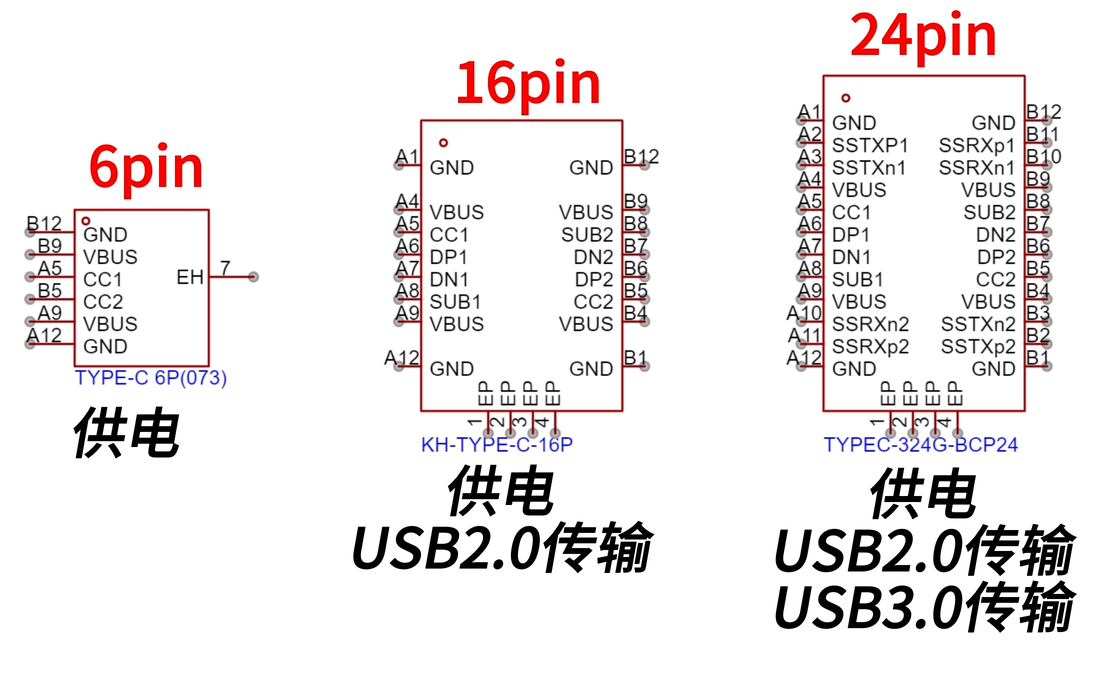 6pin
B12 GND
B9 VBUS
A5 CC1
B5 CC2
A9 VBUS
A12 GND
EH 7
TYPE-C 6P(073)
供电
16pin
A1 GND GND B12
A4 VBUS VBUS B9
A5 CC1 SUB2 B8
A6 DP1 DN2 B7
A7 DN1 DP2 B6
A8 SUB1 CC2 B5
A9 VBUS VBUS B4
A12 GND GND B1
EP EP EP EP
1 2 3 4
KH-TYPE-C-16P
供电
USB2.0传输
24pin
A1 GND GND B12
A2 SSTXP1 SSRXp1 B11
A3 SSTXn1 SSRXn1 B10
A4 VBUS VBUS B9
A5 CC1 SUB2 B8
A6 DP1 DN2 B7
A7 DN1 DP2 B6
A8 SUB1 CC2 B5
A9 VBUS VBUS B4
A10 SSRXn2 SSTXn2 B3
A11 SSRXp2 SSTXp2 B2
A12 GND GND B1
EP EP EP EP
1 2 3 4
TYPEC-324G-BCP24
供电
USB2.0传输
USB3.0传输